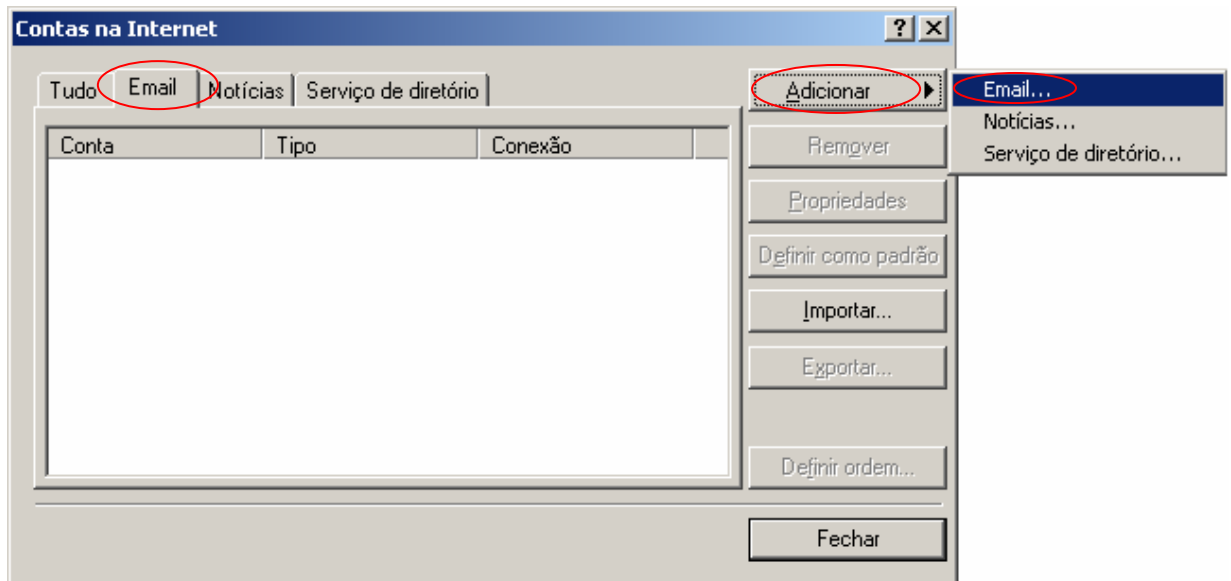 Contas na Internet
Tudo Email Notícias Serviço de diretório
Conta Tipo Conexão
Adicionar
Remover
Propriedades
Definir como padrão
Importar...
Exportar...
Definir ordem...
Fechar
Email...
Notícias...
Serviço de diretório...